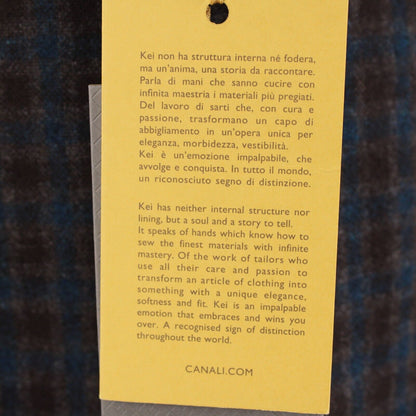 Kei non ha struttura interna né fodera,
ma un'anima, una storia da raccontare.
Parla di mani che sanno cucire con
infinita maestria i materiali più pregiati.
Del lavoro di sarti che, con cura e
passione, trasformano un capo di
abbigliamento in un'opera unica per
eleganza, morbidezza, vestibilità.
Kei è un'emozione impalpabile, che
avvolge e conquista. In tutto il mondo,
un riconosciuto segno di distinzione.
Kei has neither internal structure nor
lining, but a soul and a story to tell.
It speaks of hands which know how to
sew the finest materials with infinite
mastery. Of the work of tailors who
use all their care and passion to
transform an article of clothing into
something with a unique elegance,
softness and fit. Kei is an impalpable
emotion that embraces and wins you
over. A recognised sign of distinction
throughout the world.
CANALI.COM